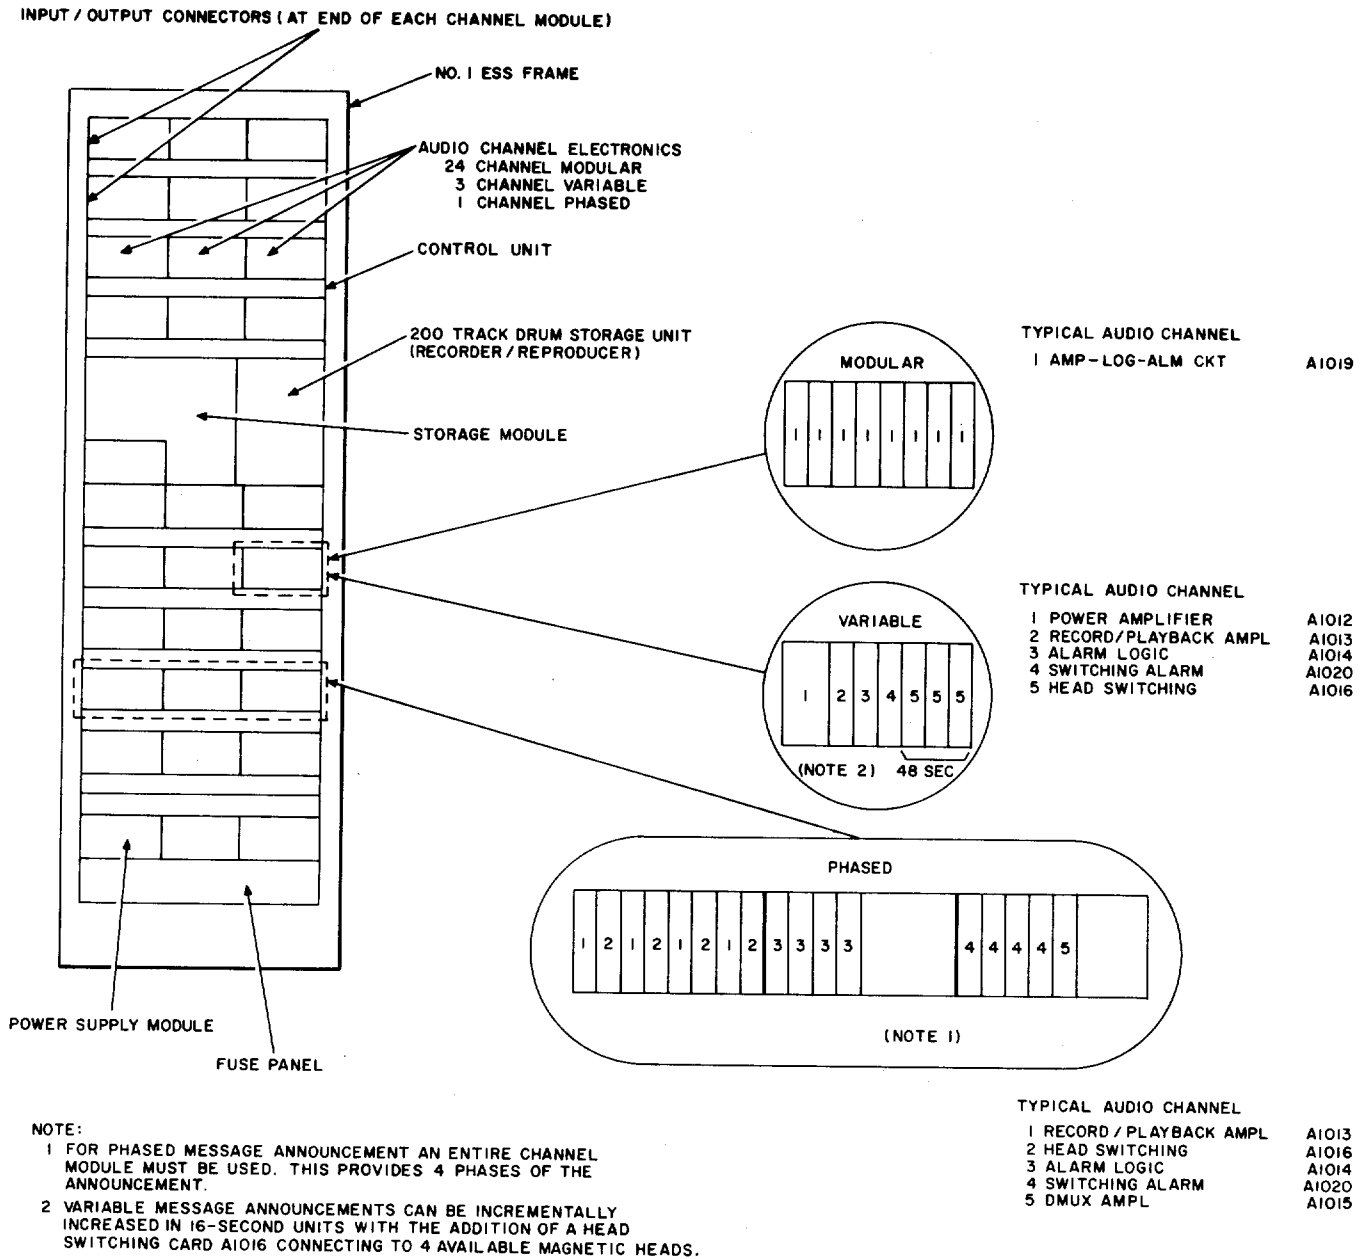 INPUT / OUTPUT CONNECTORS (AT END OF EACH CHANNEL MODULE)
NO. 1 ESS FRAME
AUDIO CHANNEL ELECTRONICS
24 CHANNEL MODULAR
3 CHANNEL VARIABLE
1 CHANNEL PHASED
CONTROL UNIT
200 TRACK DRUM STORAGE UNIT
(RECORDER / REPRODUCER)
STORAGE MODULE
MODULAR
1 1 1 1 1 1 1 1
TYPICAL AUDIO CHANNEL
1 AMP-LOG-ALM CKT A1019
VARIABLE
1 2 3 4 5 5 5
(NOTE 2) 48 SEC
TYPICAL AUDIO CHANNEL
1 POWER AMPLIFIER A1012
2 RECORD/PLAYBACK AMPL A1013
3 ALARM LOGIC A1014
4 SWITCHING ALARM A1020
5 HEAD SWITCHING A1016
PHASED
1 2 1 2 1 2 1 2 3 3 3 3 4 4 4 4 5
(NOTE 1)
POWER SUPPLY MODULE
FUSE PANEL
TYPICAL AUDIO CHANNEL
1 RECORD / PLAYBACK AMPL A1013
2 HEAD SWITCHING A1016
3 ALARM LOGIC A1014
4 SWITCHING ALARM A1020
5 DMUX AMPL A1015
NOTE:
1 FOR PHASED MESSAGE ANNOUNCEMENT AN ENTIRE CHANNEL
MODULE MUST BE USED. THIS PROVIDES 4 PHASES OF THE
ANNOUNCEMENT.
2 VARIABLE MESSAGE ANNOUNCEMENTS CAN BE INCREMENTALLY
INCREASED IN 16-SECOND UNITS WITH THE ADDITION OF A HEAD
SWITCHING CARD A1016 CONNECTING TO 4 AVAILABLE MAGNETIC HEADS.